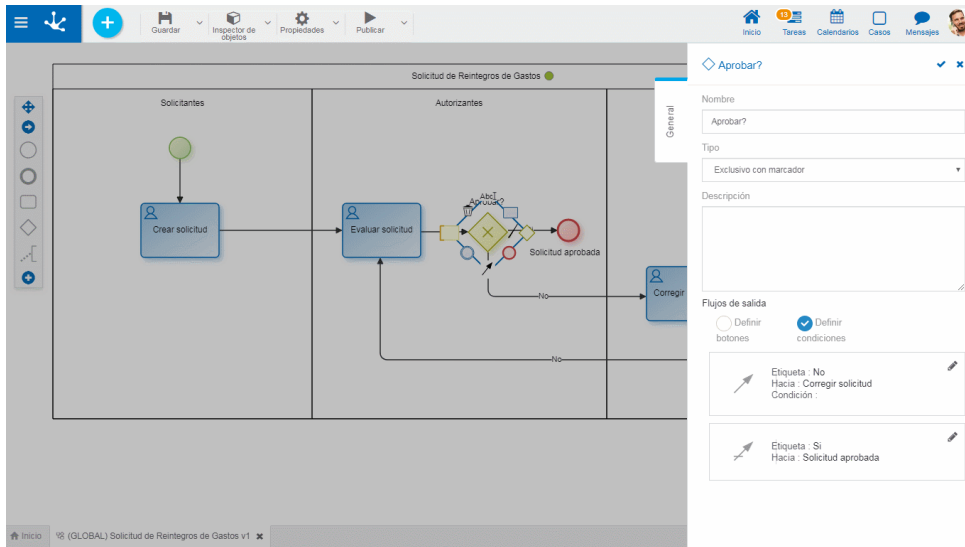 Guardar
Inspector de
objetos
Propiedades
Publicar
Inicio
13
Tareas
Calendarios
Casos
Mensajes
Solicitud de Reintegros de Gastos
Solicitantes
Autorizantes
Crear solicitud
Evaluar solicitud
Abc
Aprobar?
Solicitud aprobada
No
Corregir
No
General
Aprobar?
Nombre
Aprobar?
Tipo
Exclusivo con marcador
Descripción
Flujos de salida
Definir
botones
Definir
condiciones
Etiqueta : No
Hacia : Corregir solicitud
Condición :
Etiqueta : Si
Hacia : Solicitud aprobada
Inicio
(GLOBAL) Solicitud de Reintegros de Gastos v1